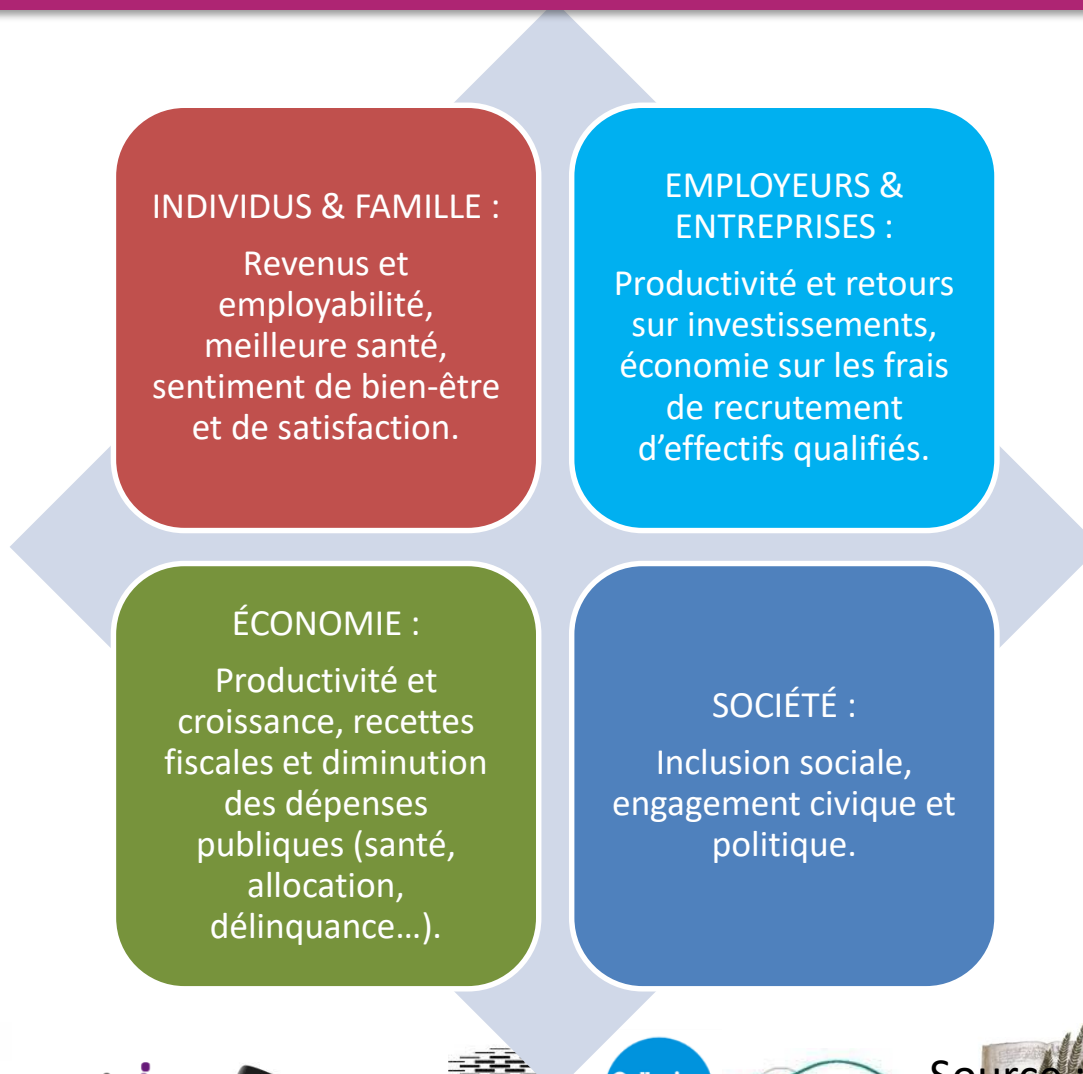 INDIVIDUS & FAMILLE :
Revenus et
employabilité,
meilleure santé,
sentiment de bien-être
et de satisfaction.
EMPLOYEURS &
ENTREPRISES :
Productivité et retours
sur investissements,
économie sur les frais
de recrutement
d’effectifs qualifiés.
ÉCONOMIE :
Productivité et
croissance, recettes
fiscales et diminution
des dépenses
publiques (santé,
allocation,
délinquance…).
SOCIÉTÉ :
Inclusion sociale,
engagement civique et
politique.